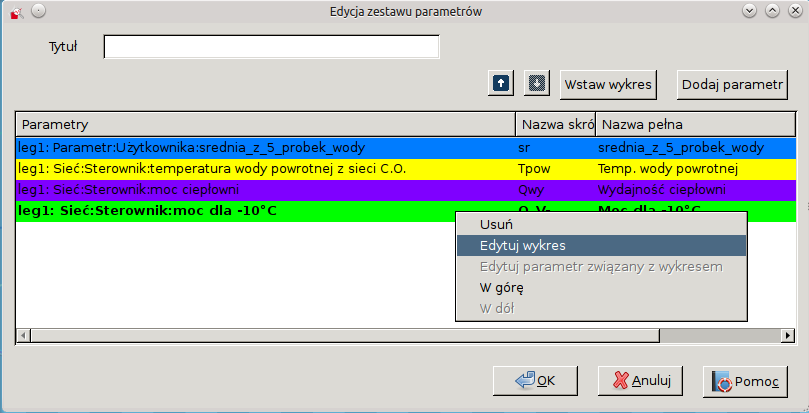 Edycja zestawu parametrów
Tytuł
Wstaw wykres Dodaj parametr
Parametry Nazwa skró Nazwa pełna
leg1: Parametr:Użytkownika:srednia_z_5_probek_wody sr srednia_z_5_probek_wody
leg1: Sieć:Sterownik:temperatura wody powrotnej z sieci C.O. Tpow Temp. wody powrotnej
leg1: Sieć:Sterownik:moc ciepłowni Qwy Wydajność ciepłowni
leg1: Sieć:Sterownik:moc dla -10°C Moc dla -10°C
Usuń
Edytuj wykres
Edytuj parametr związany z wykresem
W górę
W dół
OK Anuluj Pomoc